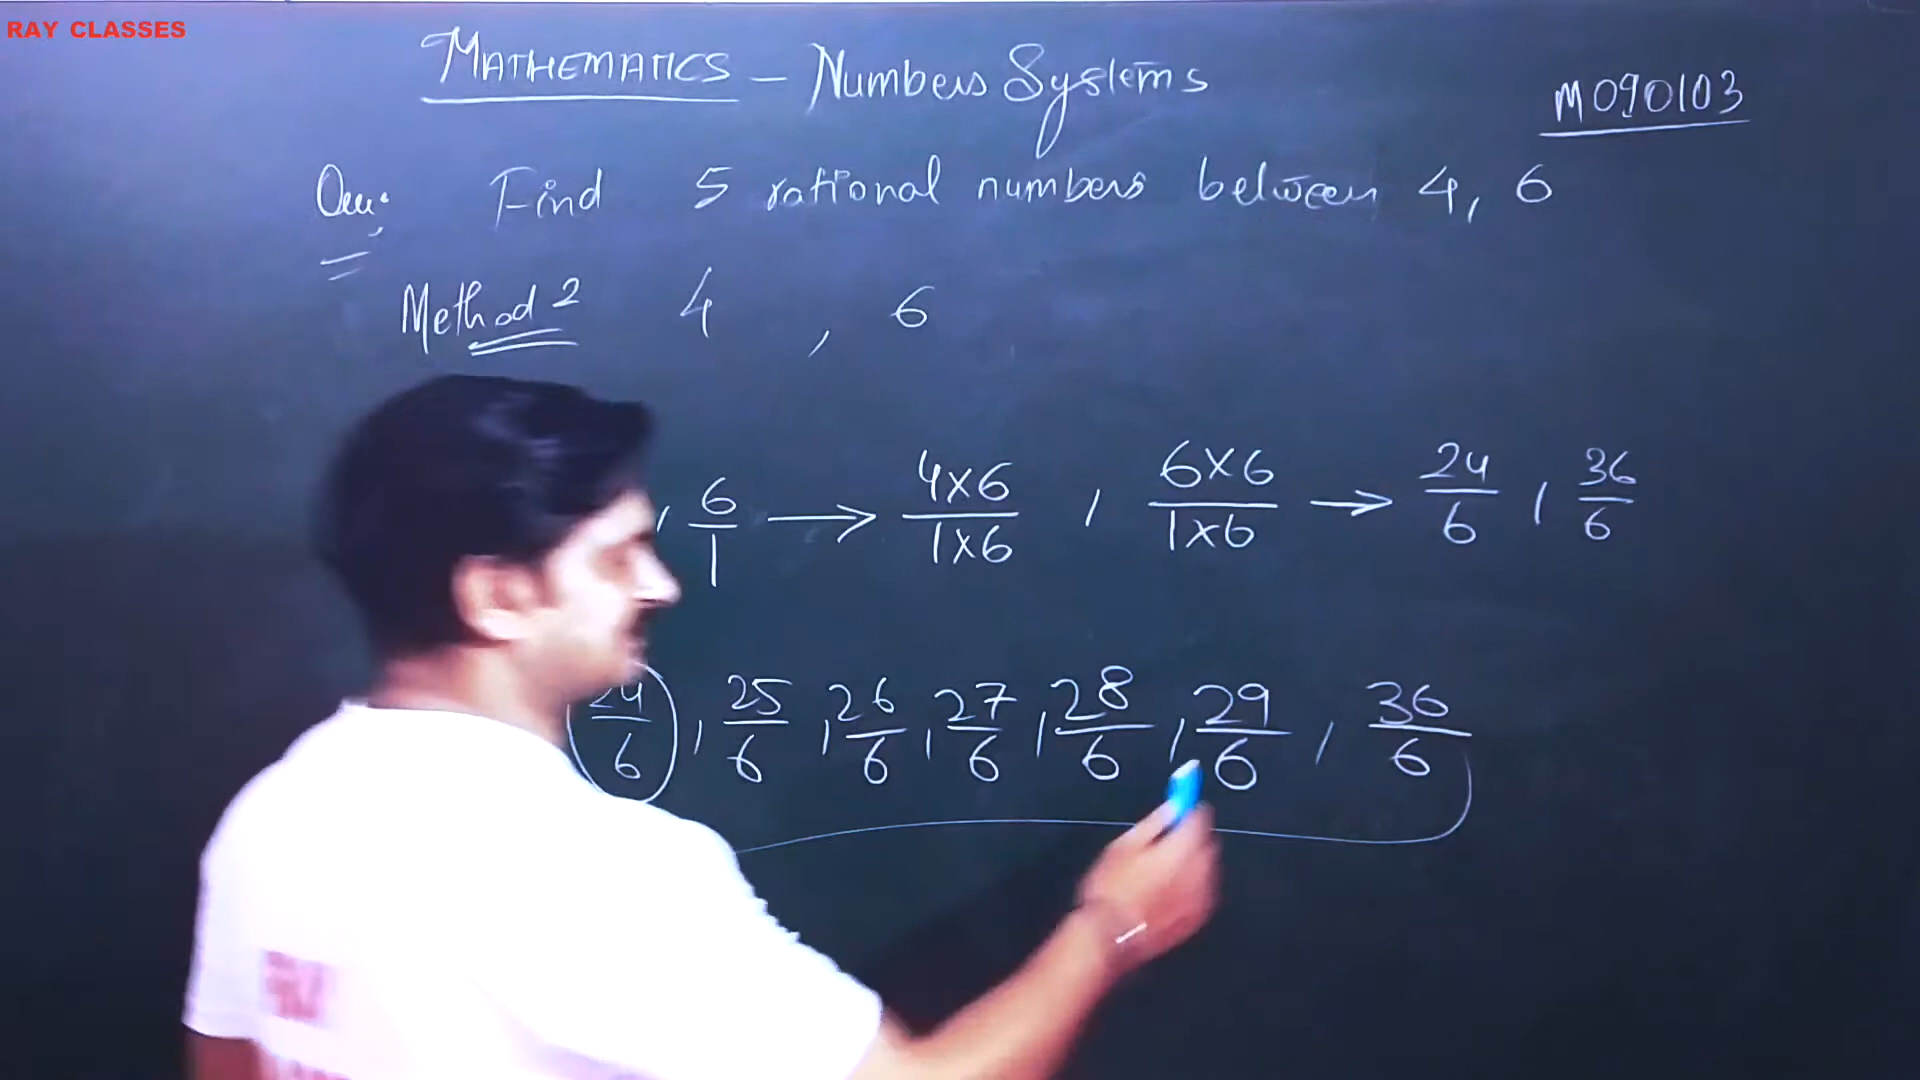 RAY CLASSES
MATHEMATICS - Numbers Systems
M090103
Que: Find 5 rational numbers between 4, 6
Method 2 4 , 6
, 6/1 → 4×6/1×6 , 6×6/1×6 → 24/6 , 36/6
24/6 , 25/6 , 26/6 , 27/6 , 28/6 , 29/6 , 36/6